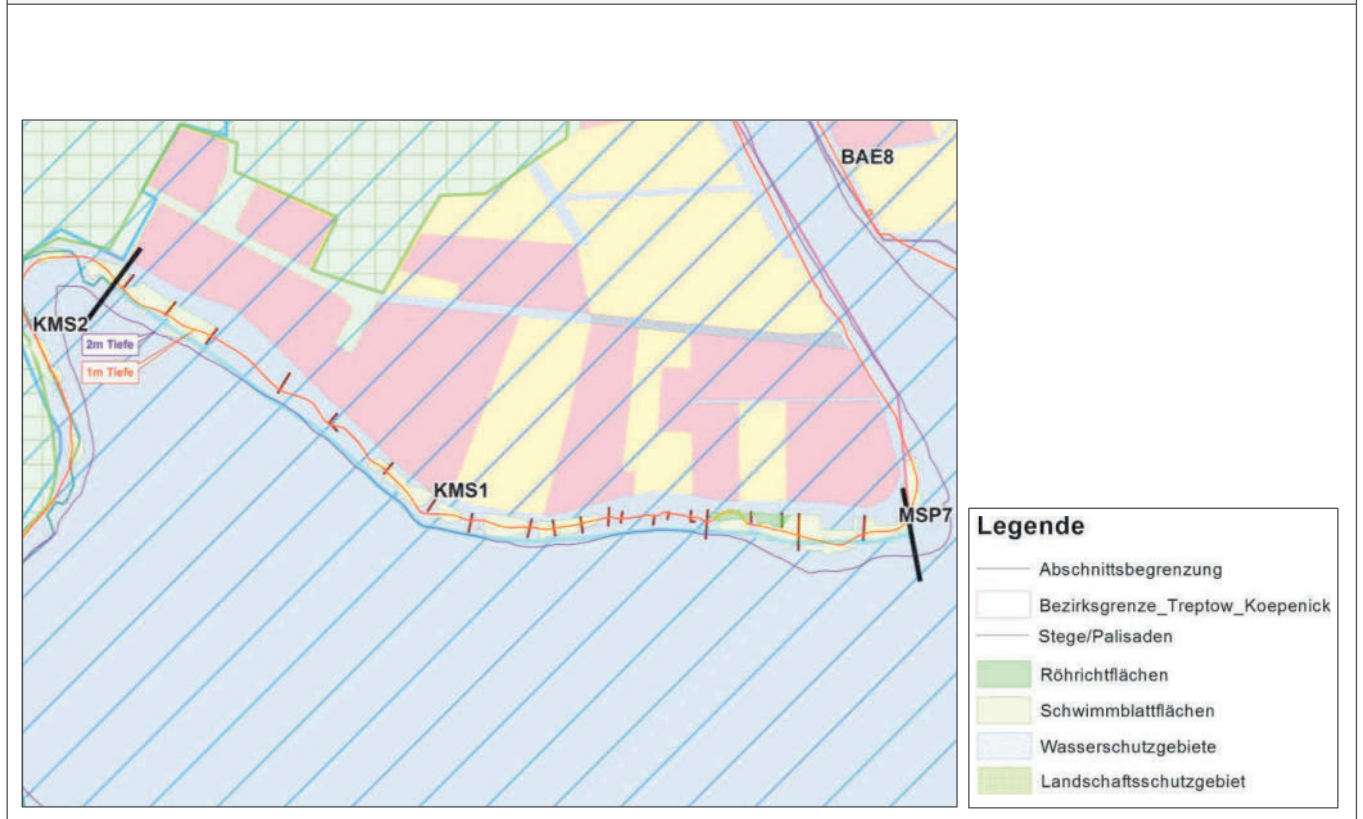 BAE8
KMS2
2m Tiefe
1m Tiefe
KMS1
MSP7
Legende
Abschnittsbegrenzung
Bezirksgrenze_Treptow_Koepenick
Stege/Palisaden
Röhrichtflächen
Schwimmblattflächen
Wasserschutzgebiete
Landschaftsschutzgebiet